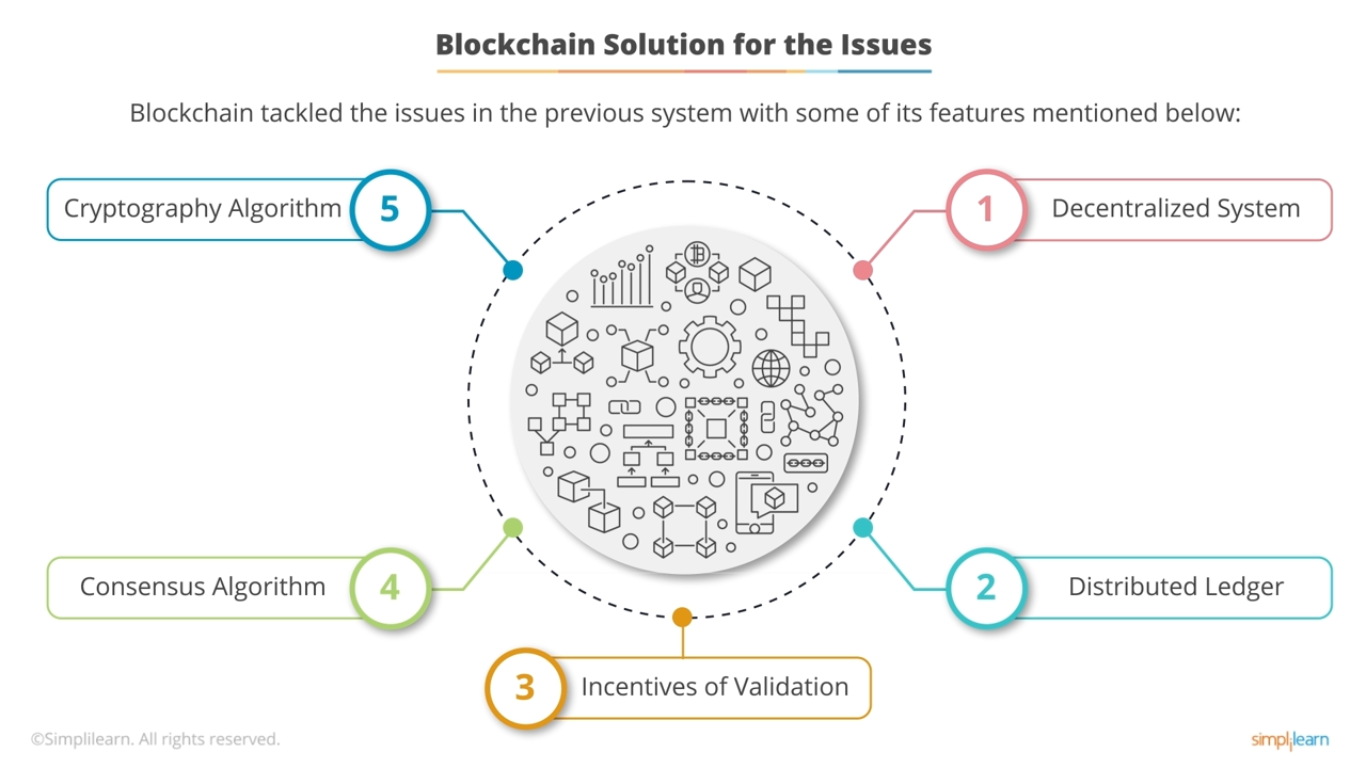 Blockchain Solution for the Issues
Blockchain tackled the issues in the previous system with some of its features mentioned below:
5
Cryptography Algorithm
1
Decentralized System
4
Consensus Algorithm
2
Distributed Ledger
3
Incentives of Validation
©Simplilearn. All rights reserved.
simplilearn